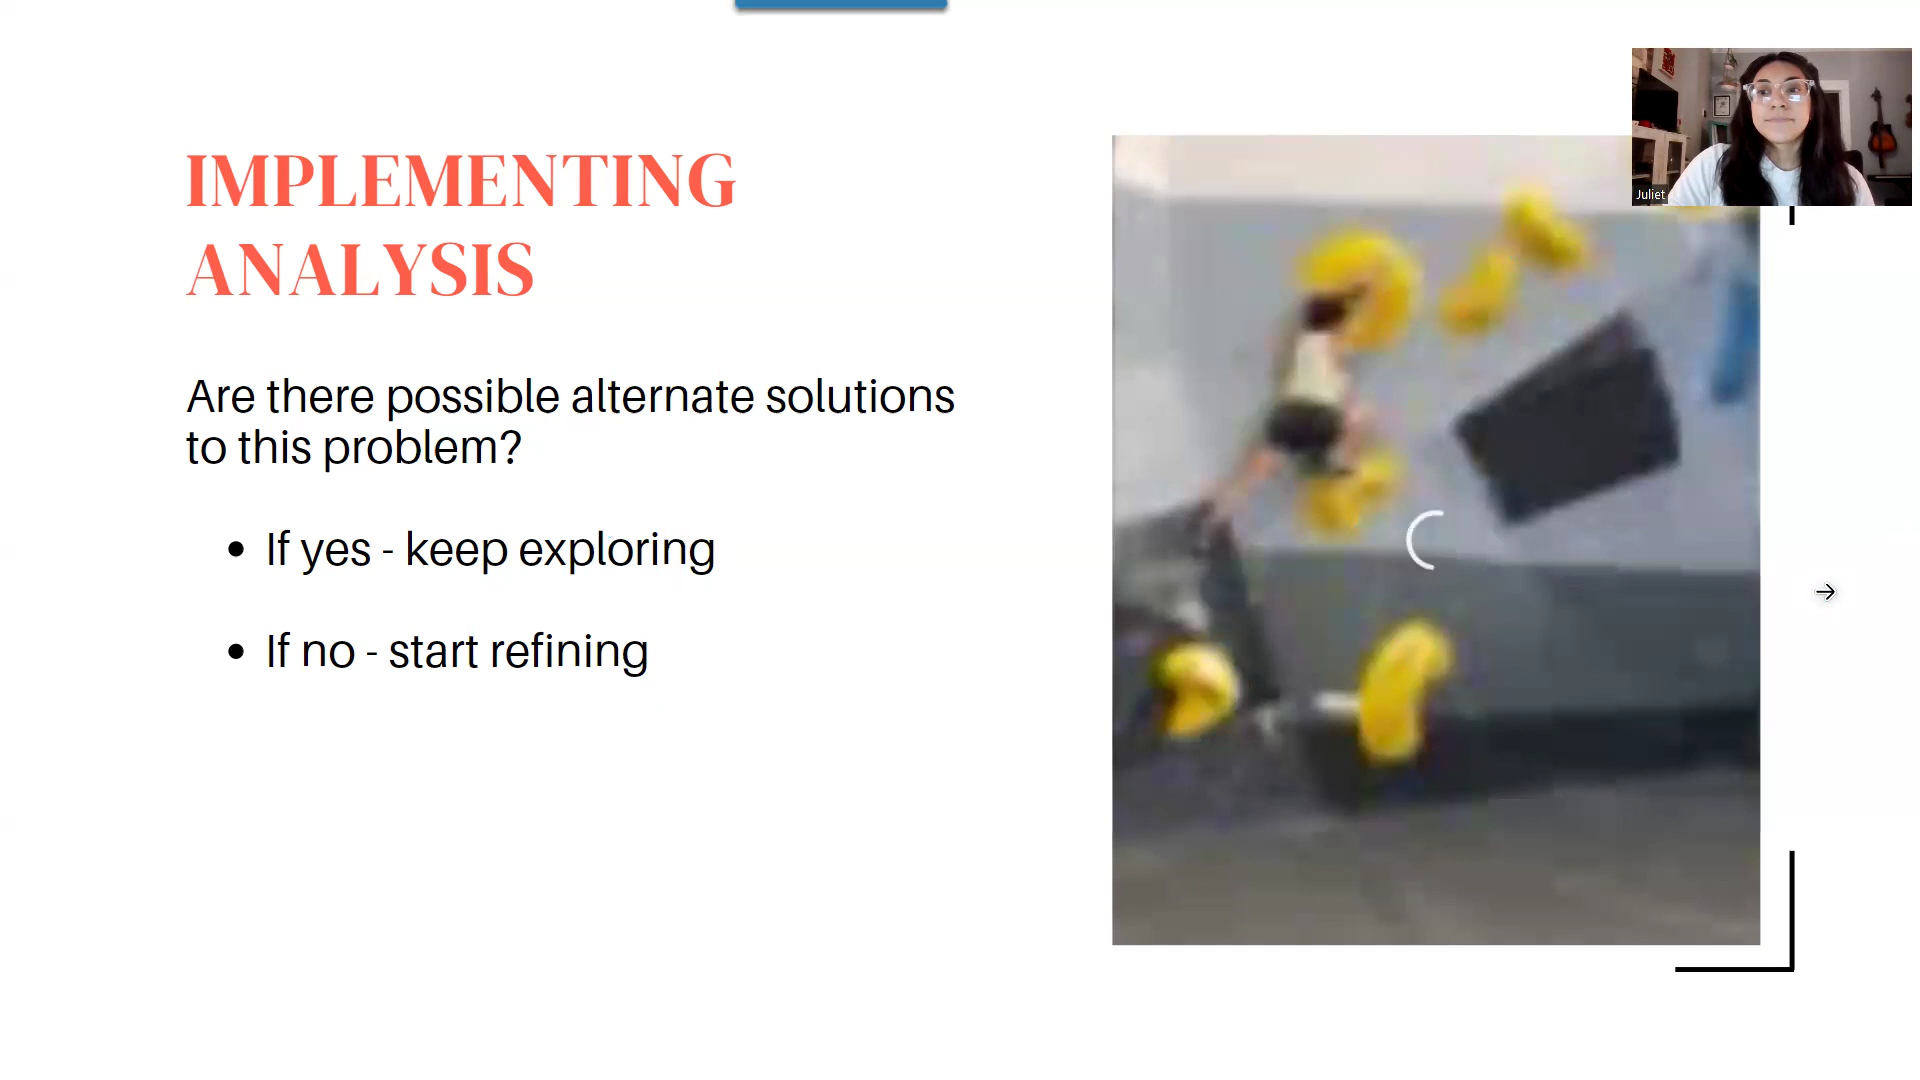 IMPLEMENTING
ANALYSIS
Are there possible alternate solutions
to this problem?
• If yes - keep exploring
• If no - start refining
Juliet